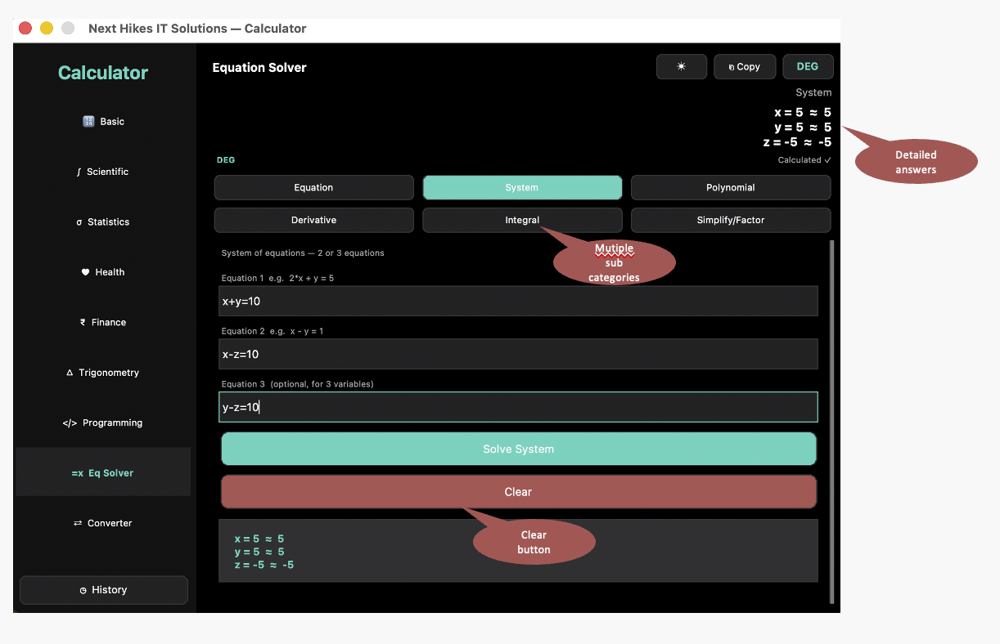 Next Hikes IT Solutions — Calculator
Calculator
Basic
∫ Scientific
σ Statistics
♥ Health
₹ Finance
Δ Trigonometry
</> Programming
=x Eq Solver
⇄ Converter
History
Equation Solver
☀ Copy DEG
System
x = 5 ≈ 5
y = 5 ≈ 5
z = -5 ≈ -5
DEG
Calculated ✓
Equation System Polynomial
Derivative Integral Simplify/Factor
System of equations — 2 or 3 equations
Equation 1 e.g. 2*x + y = 5
x+y=10
Equation 2 e.g. x - y = 1
x-z=10
Equation 3 (optional, for 3 variables)
y-z=10
Solve System
Clear
x = 5 ≈ 5
y = 5 ≈ 5
z = -5 ≈ -5
Detailed
answers
Mutiple
sub
categories
Clear
button